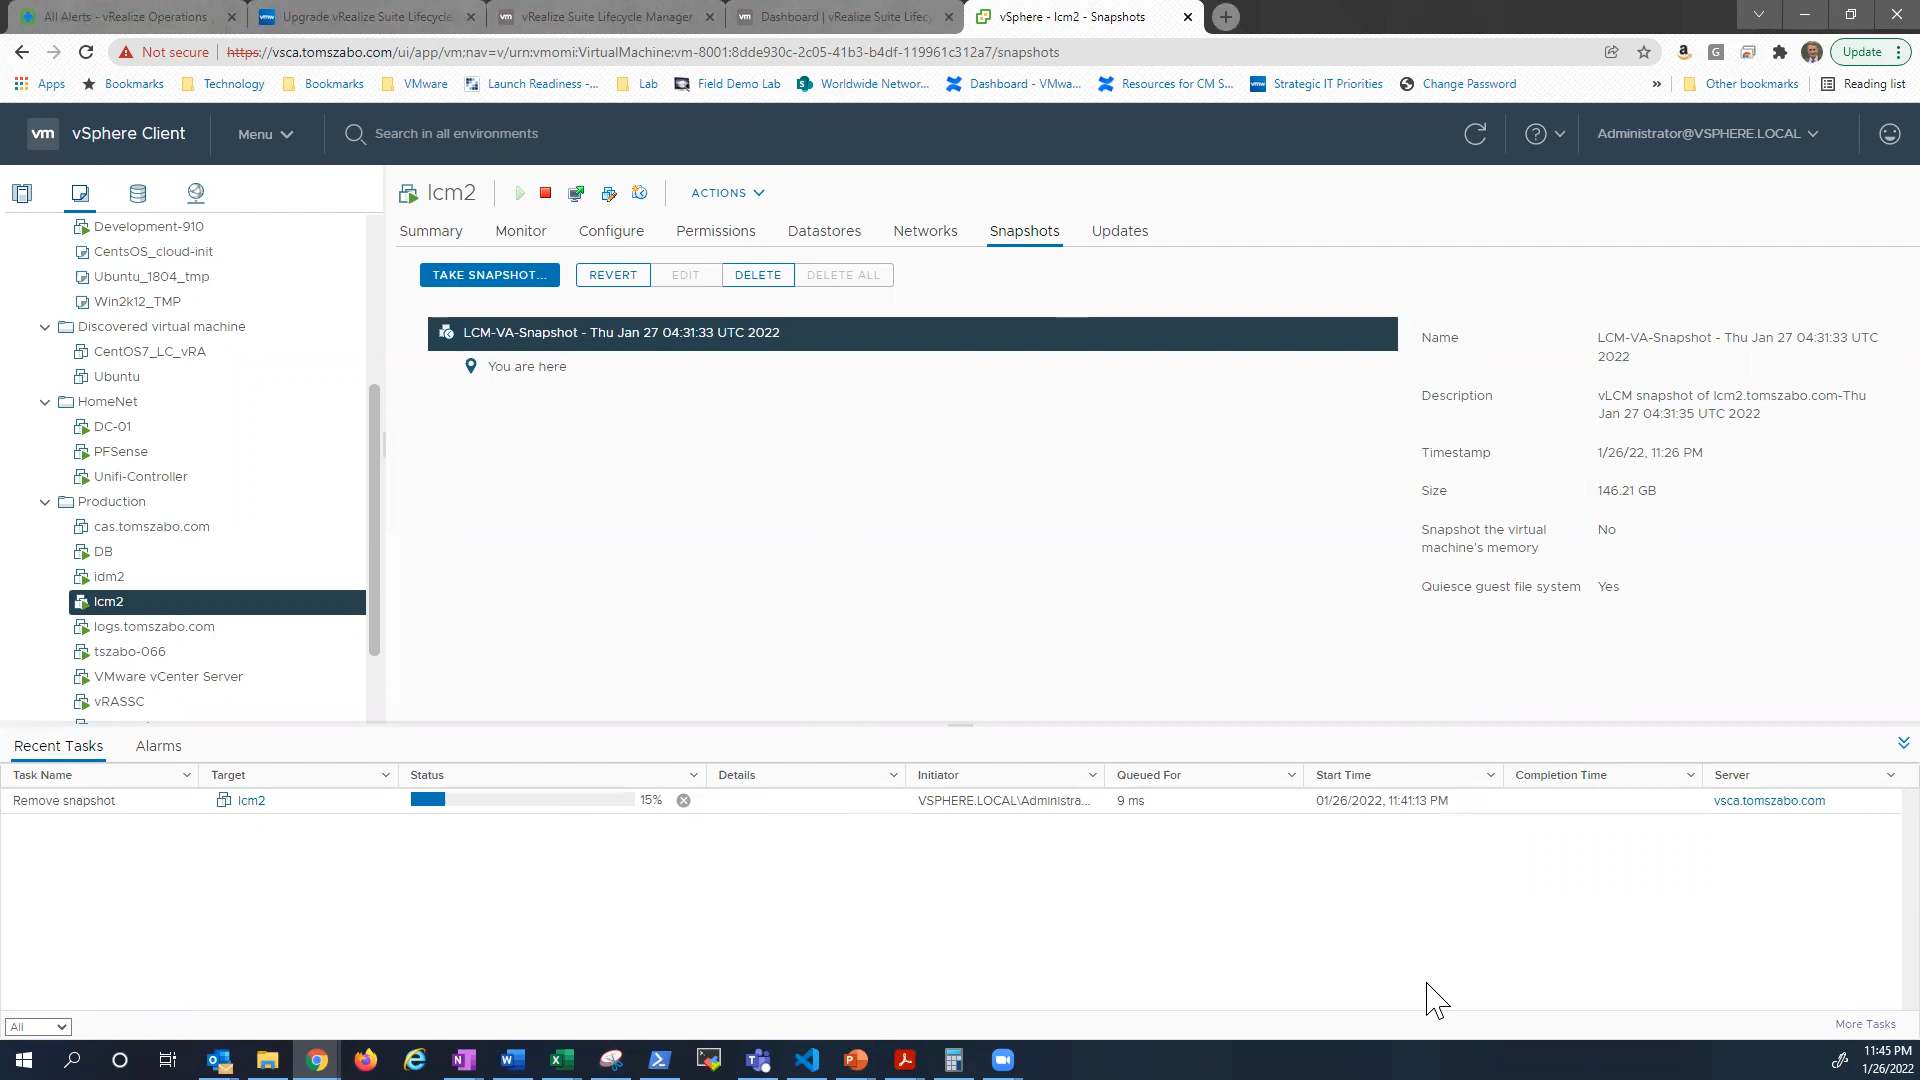 All Alerts - vRealize Operations
Upgrade vRealize Suite Lifecycle
vRealize Suite Lifecycle Manager
Dashboard | vRealize Suite Lifec
vSphere - lcm2 - Snapshots
Not secure
https://vsca.tomszabo.com/ui/app/vm;nav=v/urn:vmomi:VirtualMachine:vm-8001:8dde930c-2c05-41b3-b4df-119961c312a7/snapshots
Update
Apps
Bookmarks
Technology
Bookmarks
VMware
Launch Readiness -...
Lab
Field Demo Lab
Worldwide Networ...
Dashboard - VMwa...
Resources for CM S...
Strategic IT Priorities
Change Password
»
Other bookmarks
Reading list
vm
vSphere Client
Menu
Search in all environments
Administrator@VSPHERE.LOCAL
lcm2
ACTIONS
Summary
Monitor
Configure
Permissions
Datastores
Networks
Snapshots
Updates
TAKE SNAPSHOT...
REVERT
EDIT
DELETE
DELETE ALL
Development-910
CentsOS_cloud-init
Ubuntu_1804_tmp
Win2k12_TMP
Discovered virtual machine
CentOS7_LC_vRA
Ubuntu
HomeNet
DC-01
PFSense
Unifi-Controller
Production
cas.tomszabo.com
DB
idm2
lcm2
logs.tomszabo.com
tszabo-066
VMware vCenter Server
vRASSC
LCM-VA-Snapshot - Thu Jan 27 04:31:33 UTC 2022
You are here
Name
LCM-VA-Snapshot - Thu Jan 27 04:31:33 UTC
2022
Description
vLCM snapshot of lcm2.tomszabo.com-Thu
Jan 27 04:31:35 UTC 2022
Timestamp
1/26/22, 11:26 PM
Size
146.21 GB
Snapshot the virtual
machine's memory
No
Quiesce guest file system
Yes
Recent Tasks
Alarms
Task Name
Target
Status
Details
Initiator
Queued For
Start Time
Completion Time
Server
Remove snapshot
lcm2
15%
VSPHERE.LOCAL\Administra...
9 ms
01/26/2022, 11:41:13 PM
vsca.tomszabo.com
All
More Tasks
11:45 PM
1/26/2022